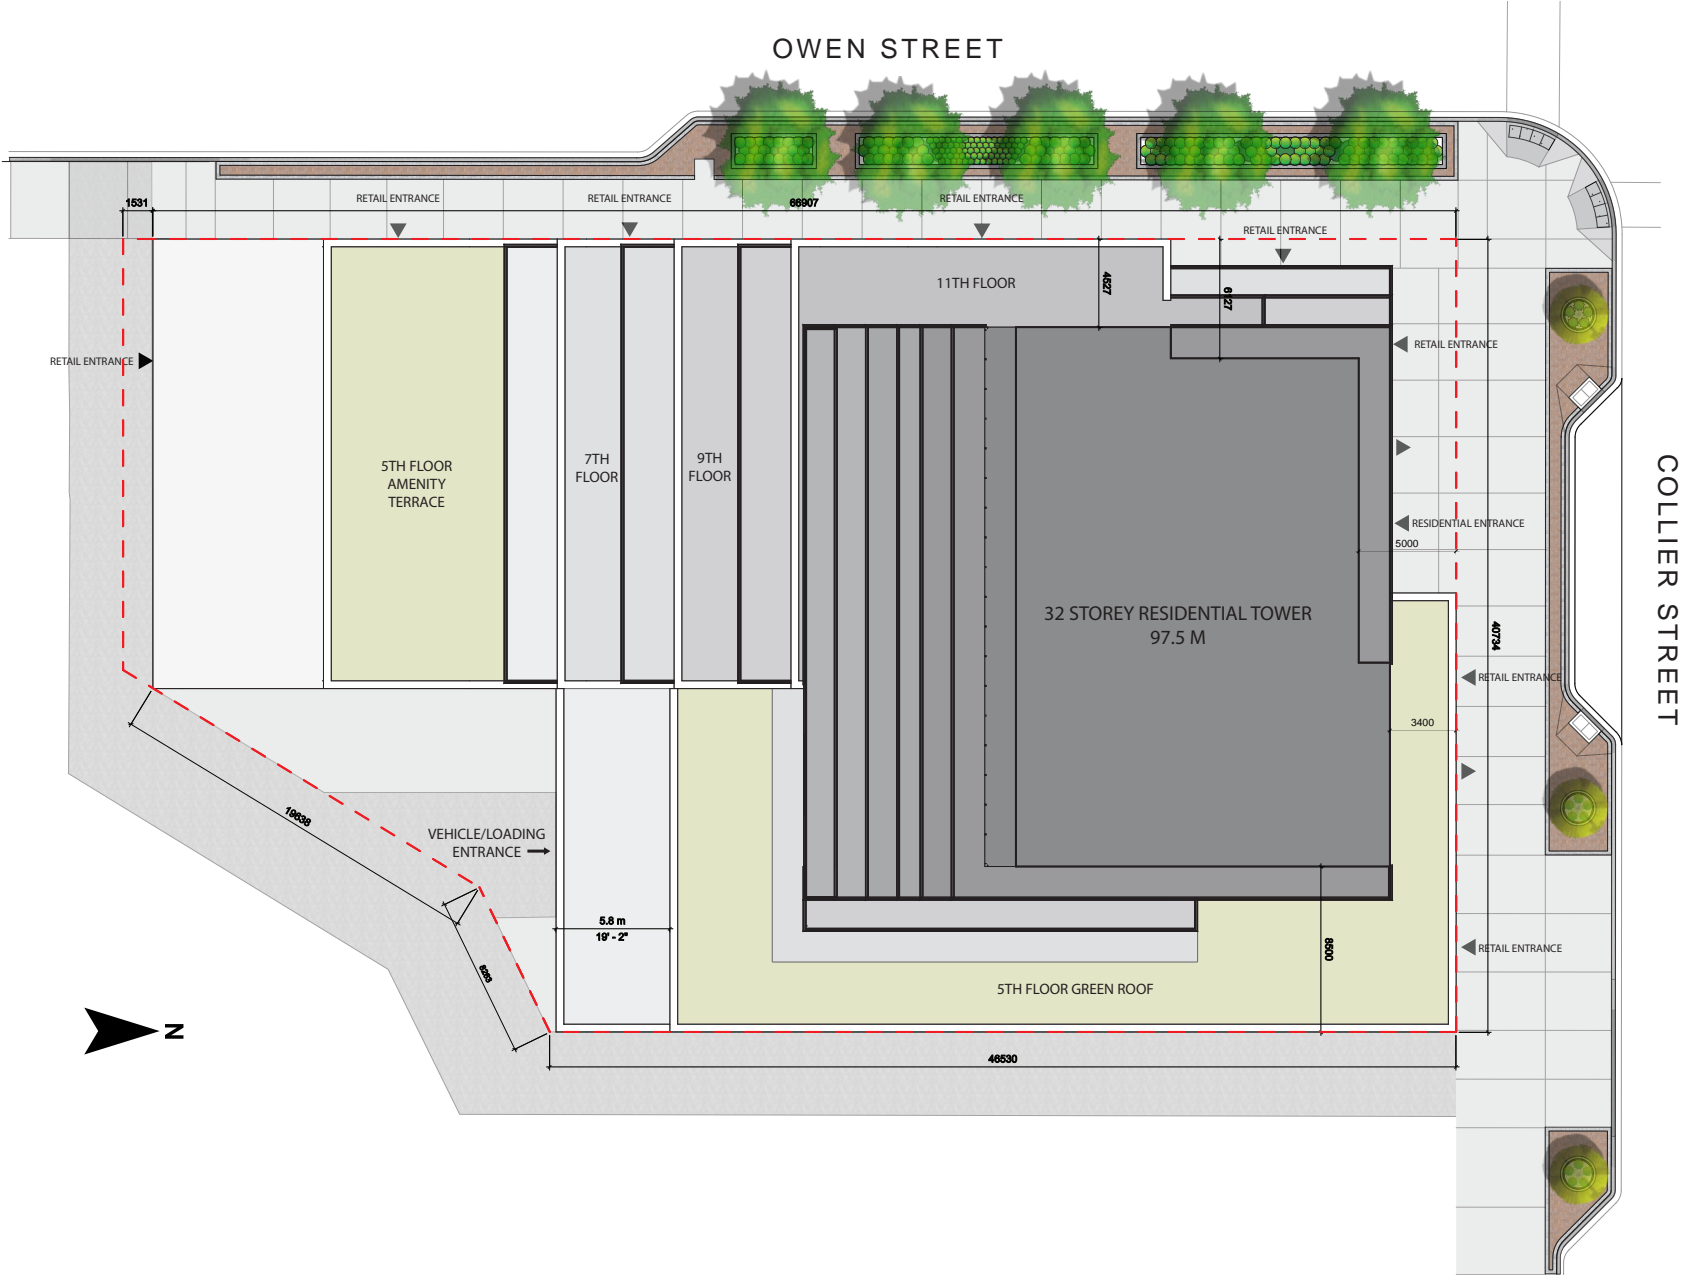 OWEN STREET
RETAIL ENTRANCE
RETAIL ENTRANCE
RETAIL ENTRANCE
1531
66907
RETAIL ENTRANCE
11TH FLOOR
4527
6127
RETAIL ENTRANCE
RETAIL ENTRANCE
5TH FLOOR
AMENITY
TERRACE
7TH
FLOOR
9TH
FLOOR
RESIDENTIAL ENTRANCE
5000
COLLIER STREET
32 STOREY RESIDENTIAL TOWER
97.5 M
40734
RETAIL ENTRANCE
3400
19638
VEHICLE/LOADING
ENTRANCE
5.8 m
19' - 2"
8500
RETAIL ENTRANCE
5TH FLOOR GREEN ROOF
N
46530